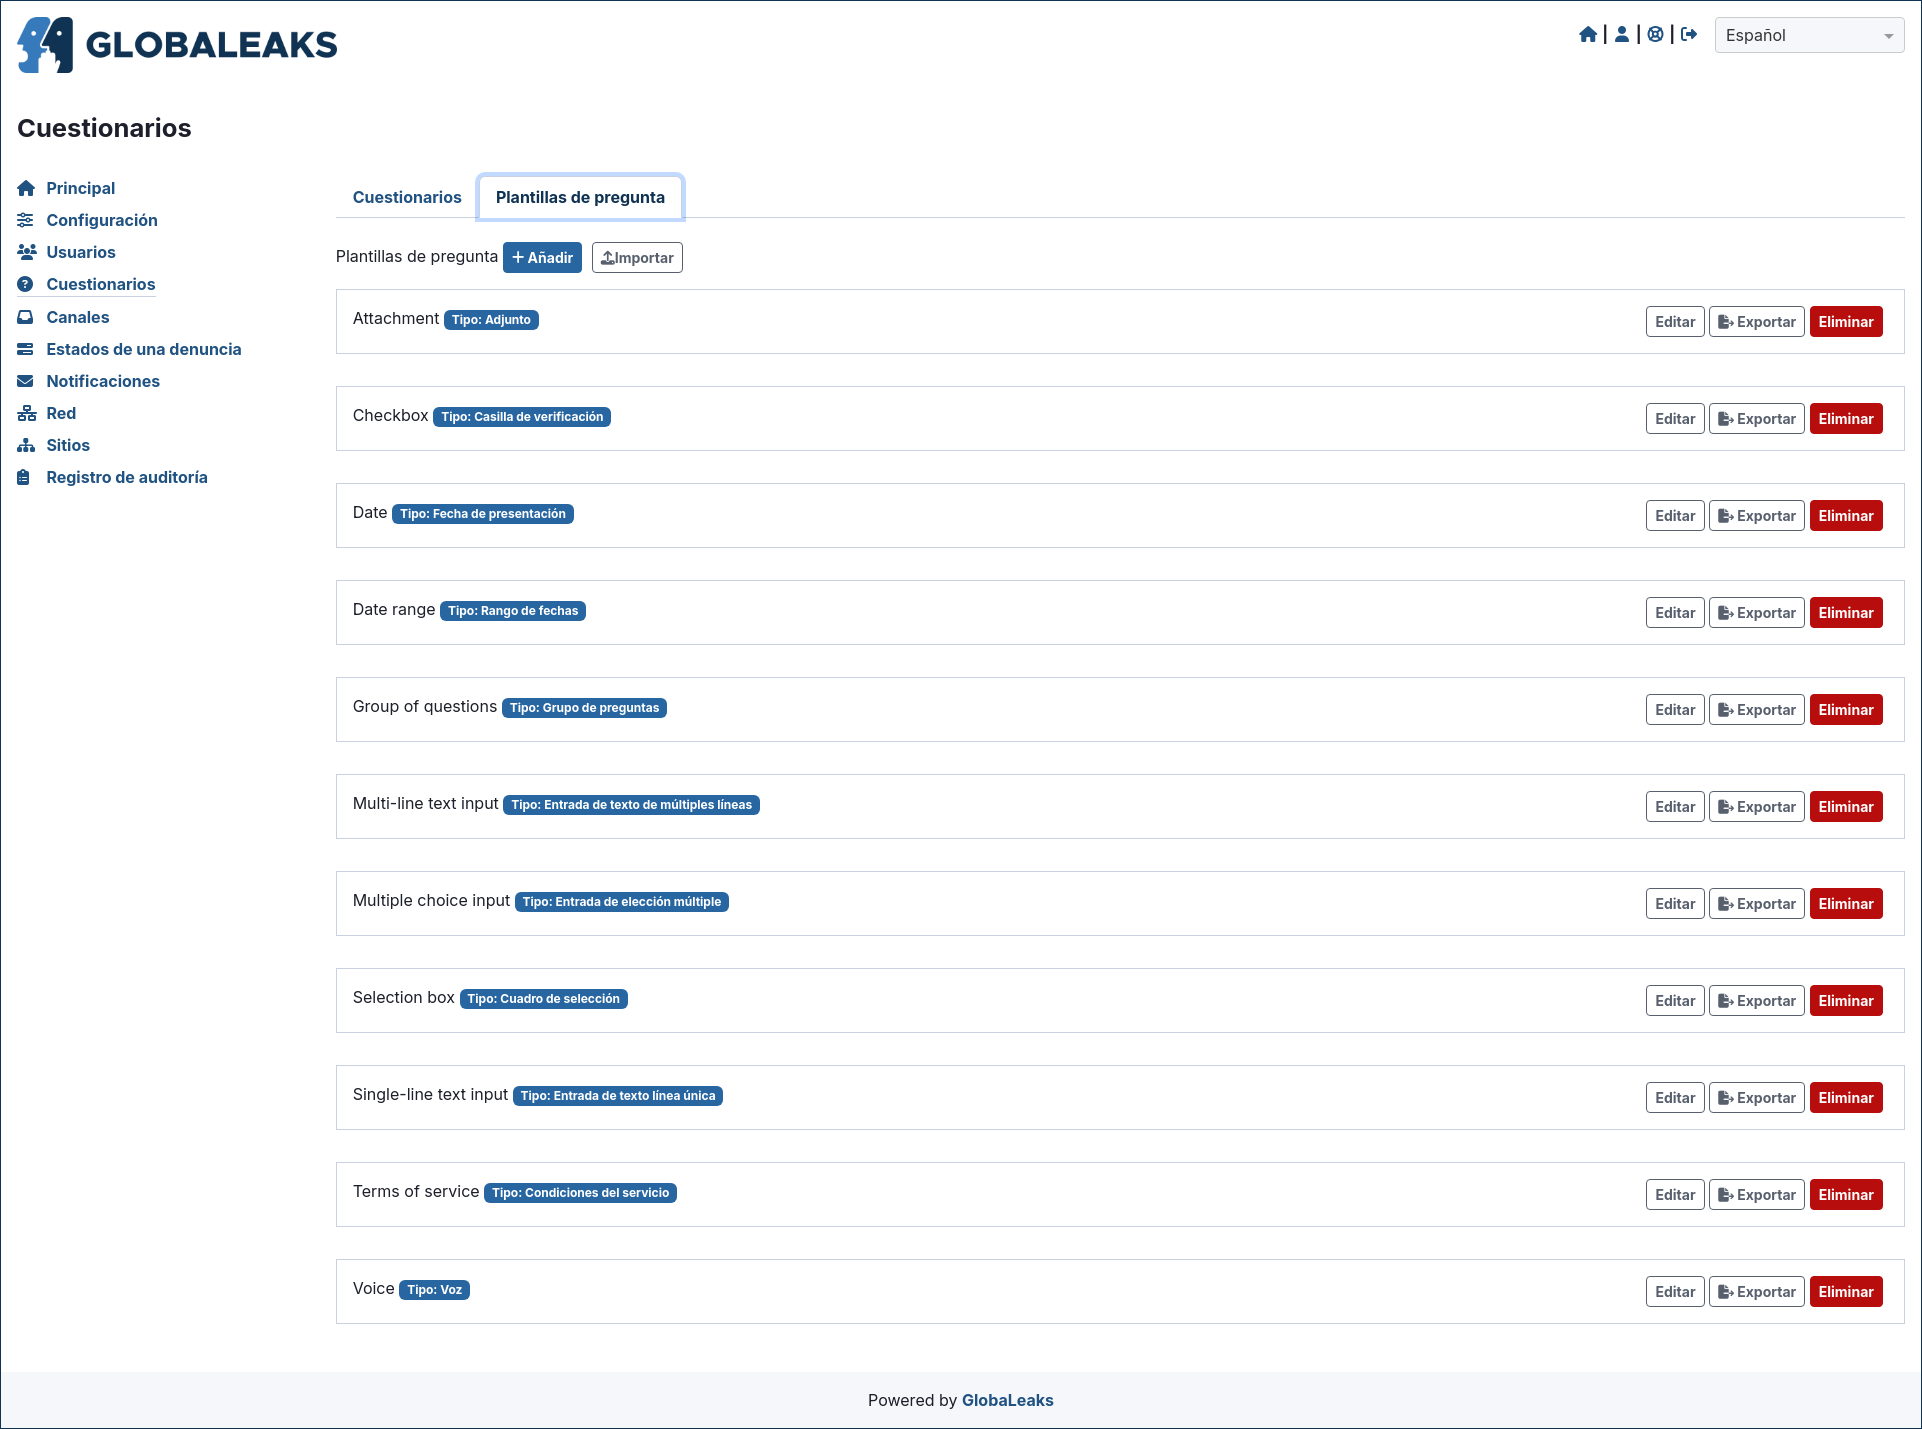 GLOBALEAKS
Español
Cuestionarios
Principal
Configuración
Usuarios
Cuestionarios
Canales
Estados de una denuncia
Notificaciones
Red
Sitios
Registro de auditoría
Cuestionarios Plantillas de pregunta
Plantillas de pregunta Añadir Importar
Attachment Tipo: Adjunto Editar Exportar Eliminar
Checkbox Tipo: Casilla de verificación Editar Exportar Eliminar
Date Tipo: Fecha de presentación Editar Exportar Eliminar
Date range Tipo: Rango de fechas Editar Exportar Eliminar
Group of questions Tipo: Grupo de preguntas Editar Exportar Eliminar
Multi-line text input Tipo: Entrada de texto de múltiples líneas Editar Exportar Eliminar
Multiple choice input Tipo: Entrada de elección múltiple Editar Exportar Eliminar
Selection box Tipo: Cuadro de selección Editar Exportar Eliminar
Single-line text input Tipo: Entrada de texto línea única Editar Exportar Eliminar
Terms of service Tipo: Condiciones del servicio Editar Exportar Eliminar
Voice Tipo: Voz Editar Exportar Eliminar
Powered by GlobaLeaks